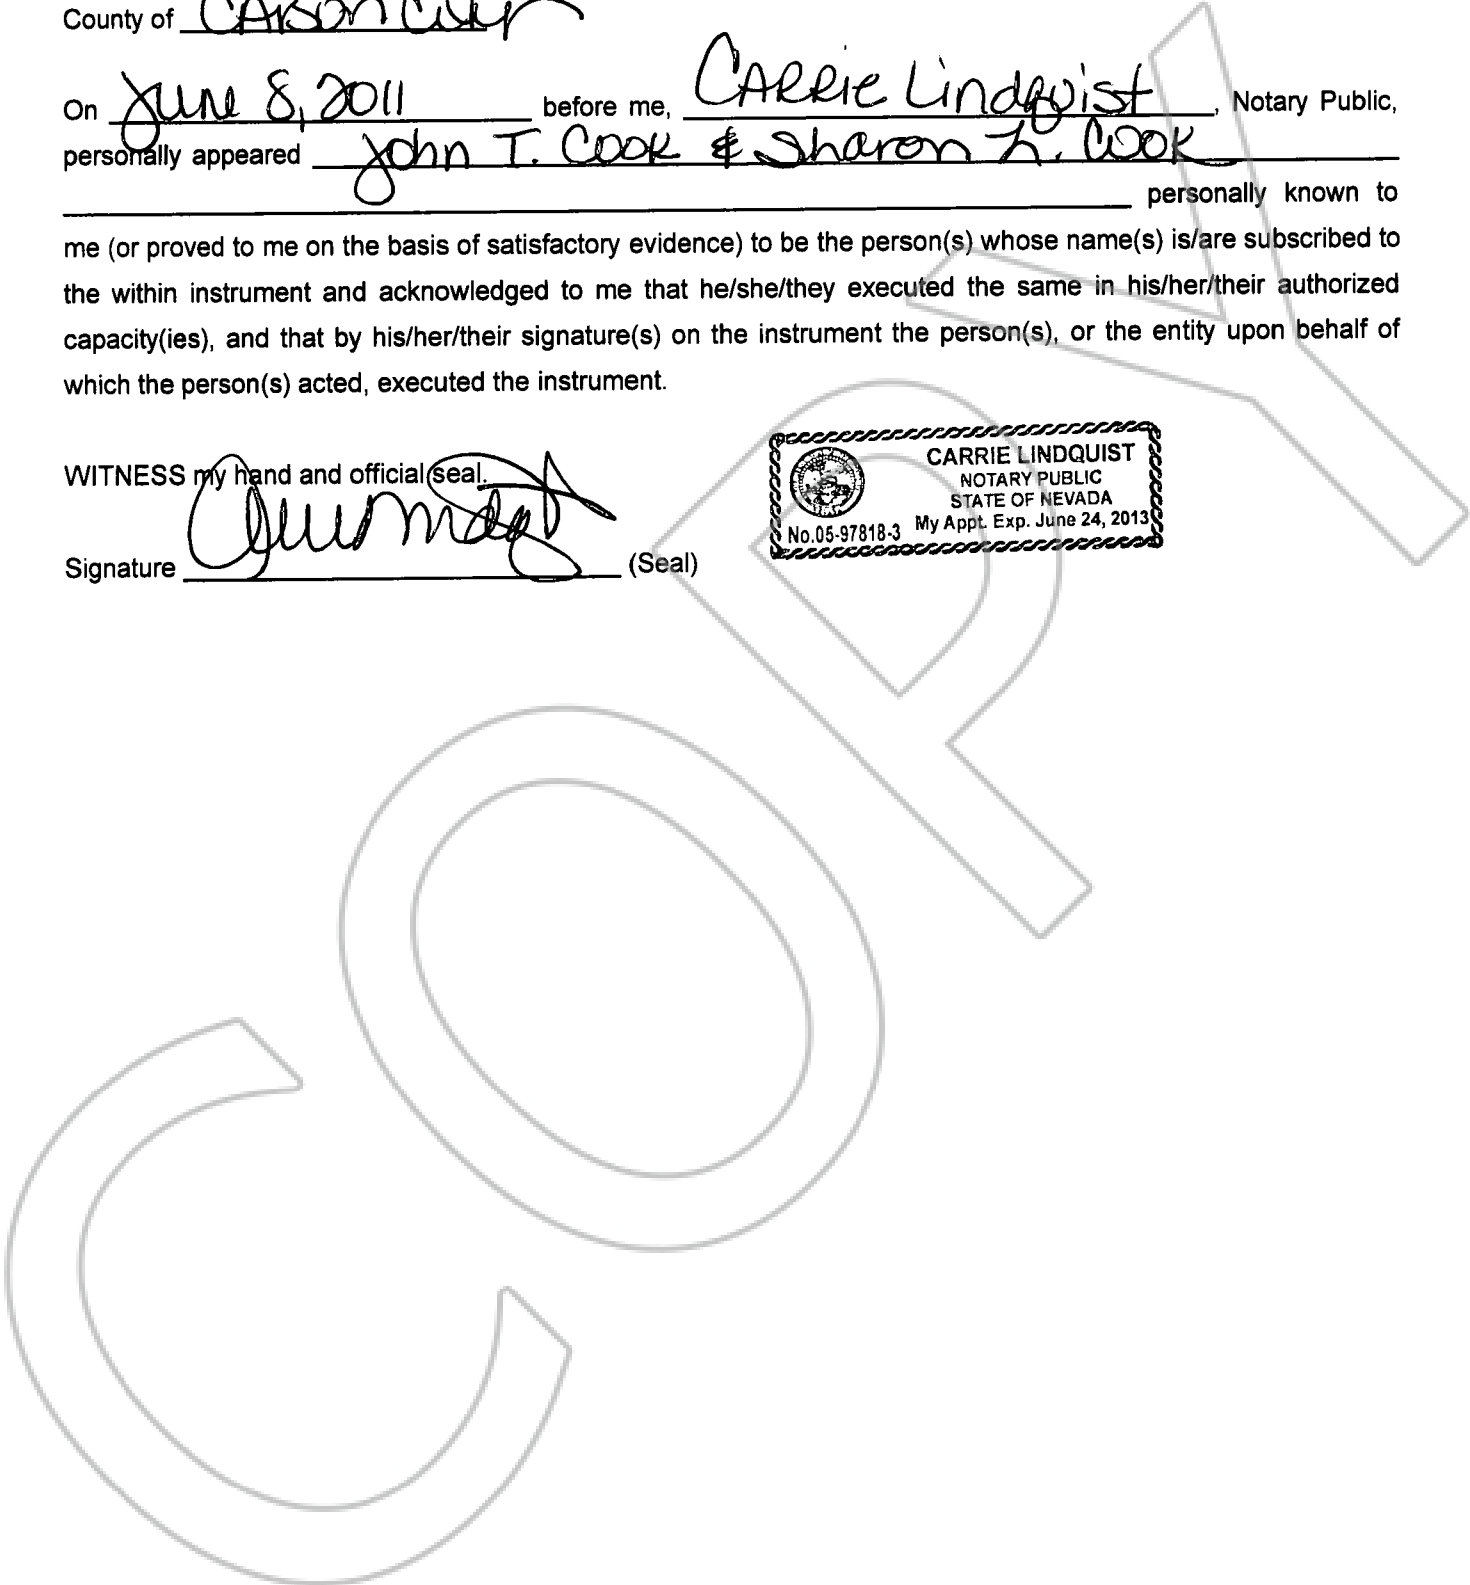 County of Carson City
On June 8, 2011 before me, CARRIE Lindquist, Notary Public,
personally appeared John T. Cook & Sharon L. Cook
personally known to
me (or proved to me on the basis of satisfactory evidence) to be the person(s) whose name(s) is/are subscribed to
the within instrument and acknowledged to me that he/she/they executed the same in his/her/their authorized
capacity(ies), and that by his/her/their signature(s) on the instrument the person(s), or the entity upon behalf of
which the person(s) acted, executed the instrument.
WITNESS my hand and official seal.
Signature (Seal)
CARRIE LINDQUIST
NOTARY PUBLIC
STATE OF NEVADA
No.05-97818-3 My Appt. Exp. June 24, 2013
COPY